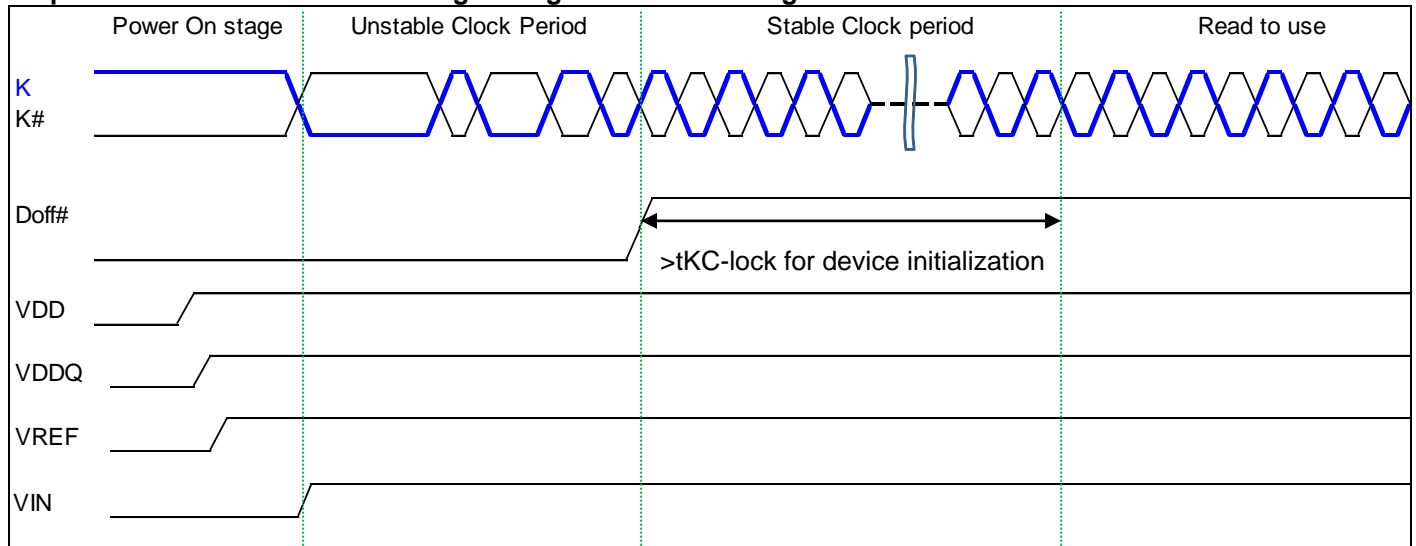 Power On stage
Unstable Clock Period
Stable Clock period
Read to use
K
K#
Doff#
>tKC-lock for device initialization
VDD
VDDQ
VREF
VIN